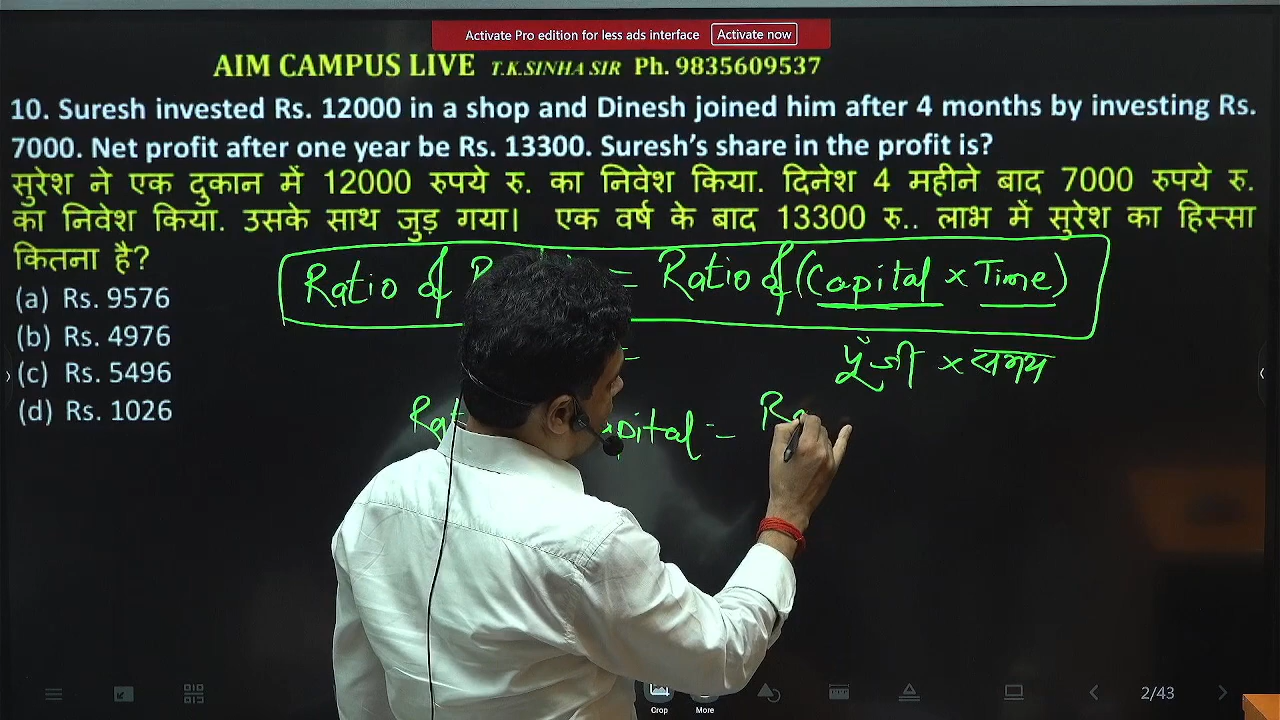 Activate Pro edition for less ads interface Activate now
AIM CAMPUS LIVE T.K.SINHA SIR Ph. 9835609537
10. Suresh invested Rs. 12000 in a shop and Dinesh joined him after 4 months by investing Rs.
7000. Net profit after one year be Rs. 13300. Suresh’s share in the profit is?
सुरेश ने एक दुकान में 12000 रुपये रु. का निवेश किया. दिनेश 4 महीने बाद 7000 रुपये रु.
का निवेश किया. उसके साथ जुड़ गया। एक वर्ष के बाद 13300 रु.. लाभ में सुरेश का हिस्सा
कितना है?
Ratio of = Ratio of (Capital × Time)
(a) Rs. 9576
(b) Rs. 4976
पूँजी × समय
(c) Rs. 5496
(d) Rs. 1026
Rat pital = Ra
2/43
Crop More